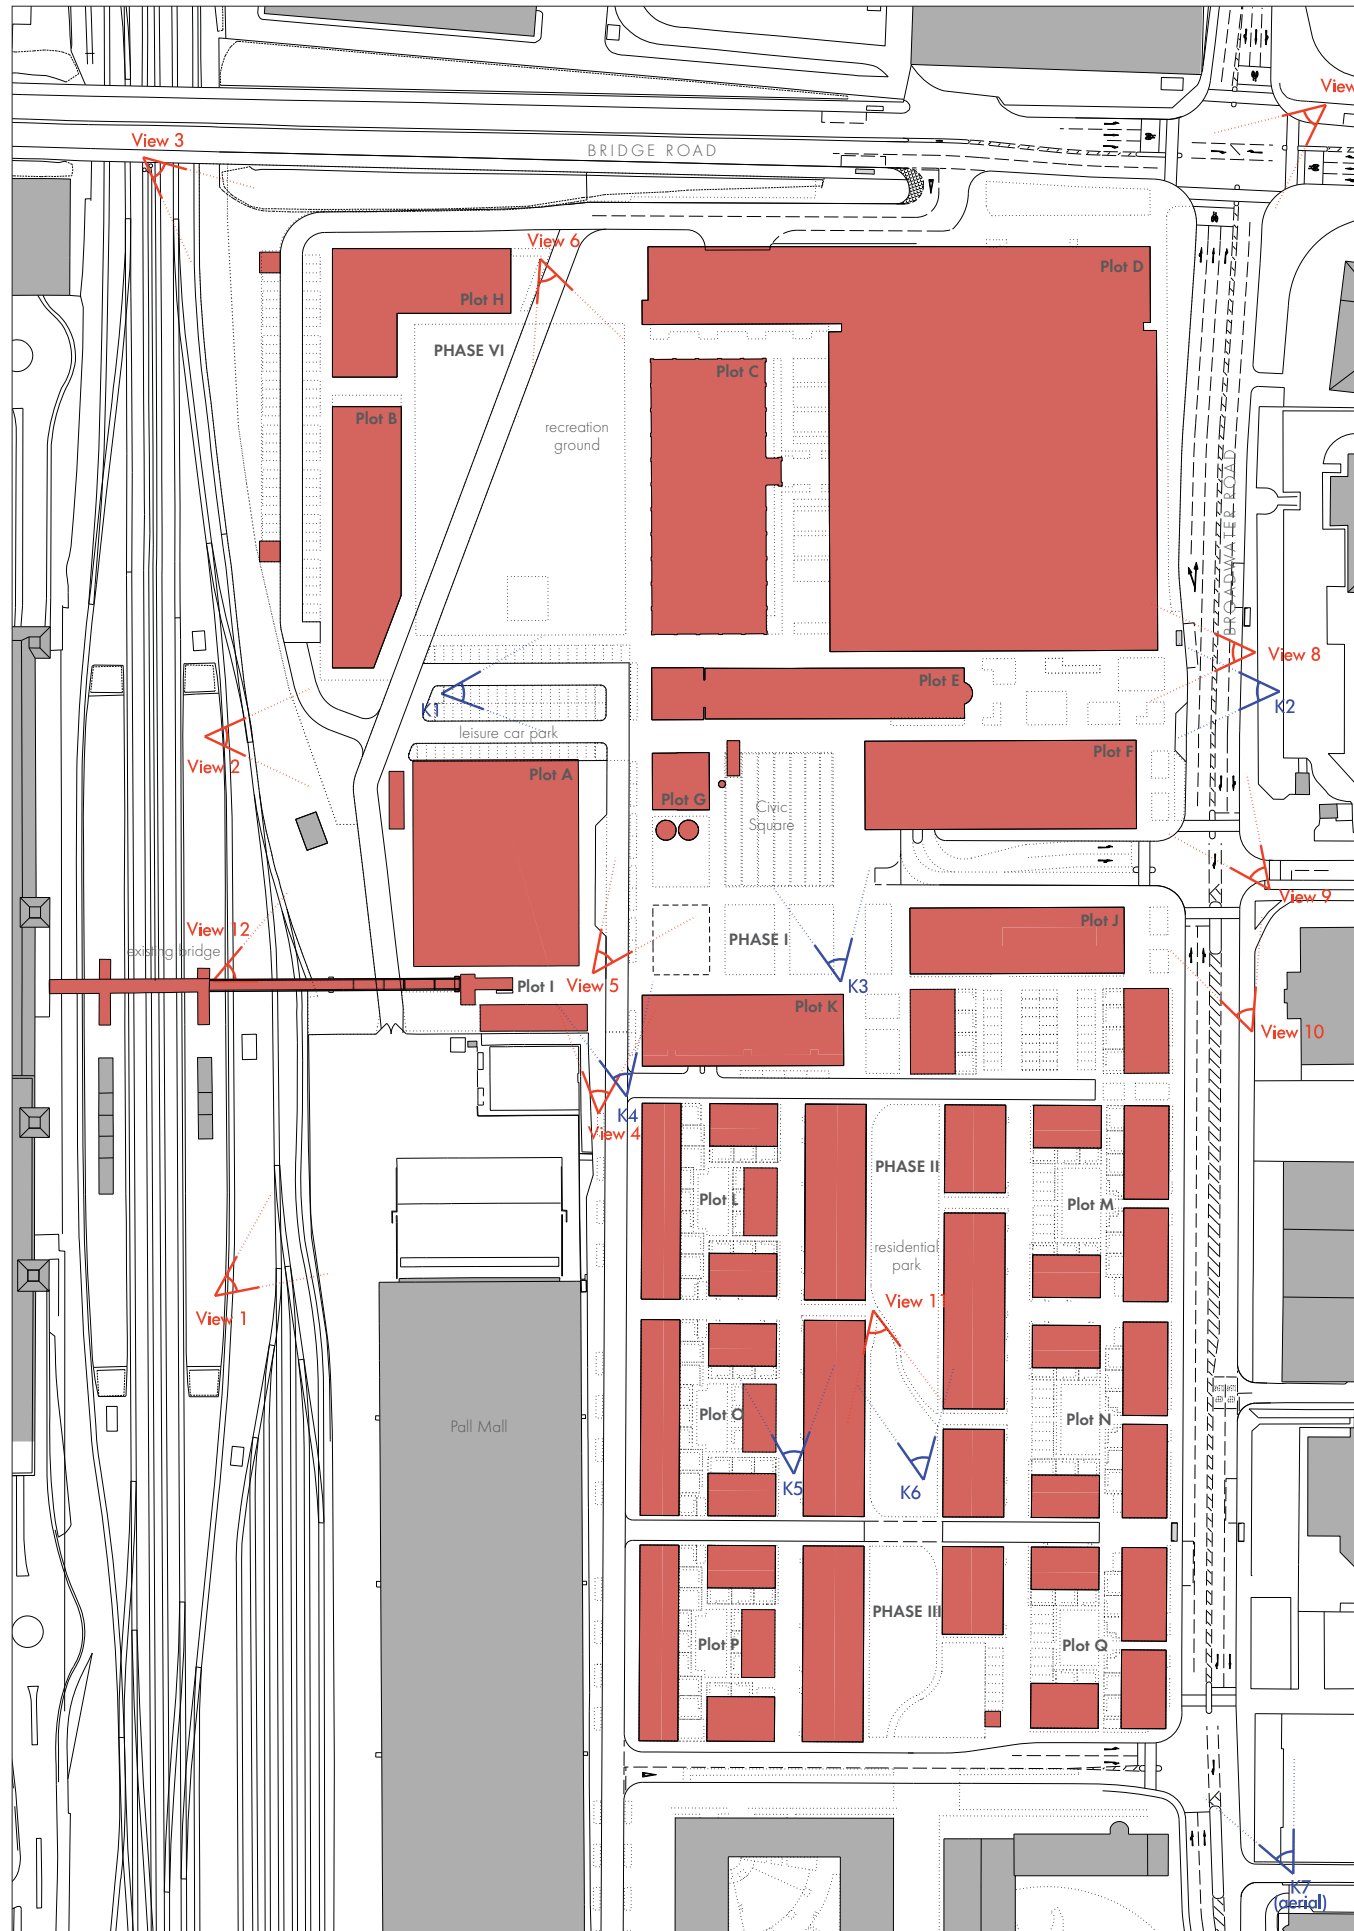 View
View 3
BRIDGE ROAD
View 6
Plot D
Plot H
PHASE VI
Plot C
Plot B
recreation
ground
BROADWATER ROAD
View 8
Plot E
K1
K2
leisure car park
Plot F
View 2
Plot A
Plot G
Civic
Square
View 9
Plot J
View 12
PHASE I
existing bridge
Plot I
View 5
K3
Plot K
View 10
K4
View 4
PHASE II
Plot L
Plot M
residential
park
View 11
View 1
Plot O
Plot N
Pall Mall
K5
K6
PHASE III
Plot P
Plot Q
K7
(aerial)